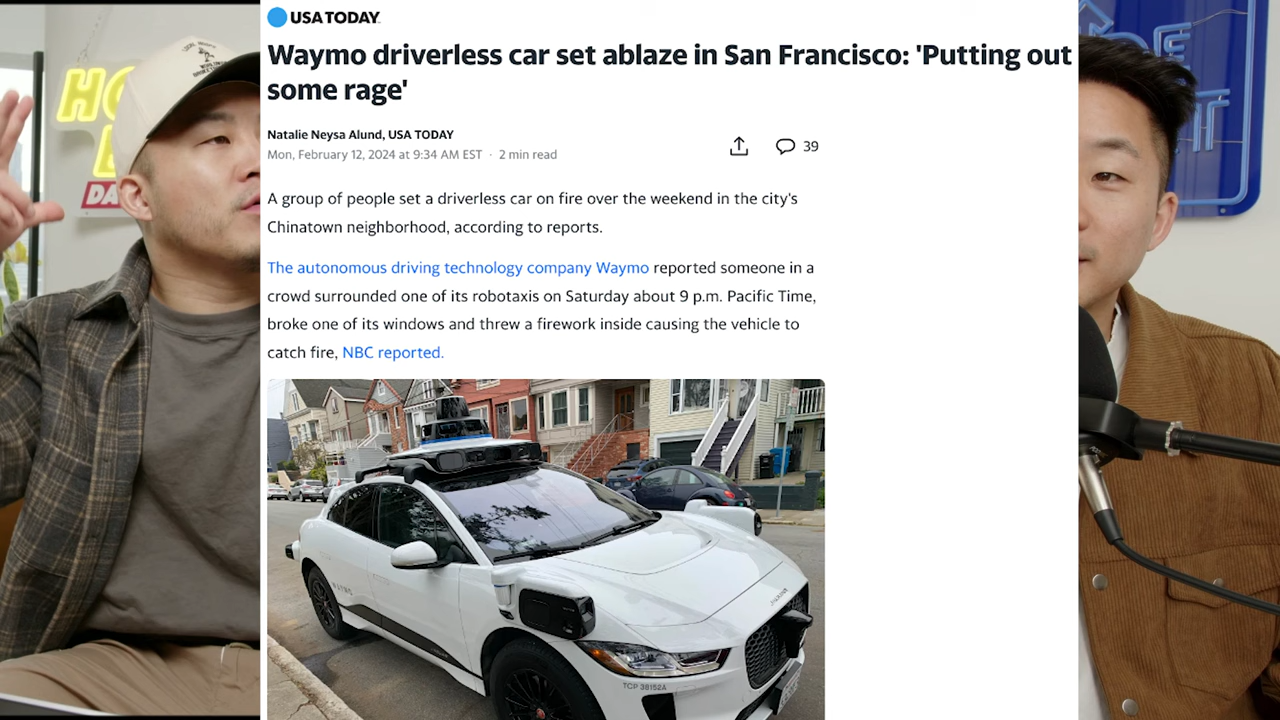 USA TODAY
Waymo driverless car set ablaze in San Francisco: 'Putting out
some rage'
Natalie Neysa Alund, USA TODAY
Mon, February 12, 2024 at 9:34 AM EST · 2 min read
39
A group of people set a driverless car on fire over the weekend in the city's
Chinatown neighborhood, according to reports.
The autonomous driving technology company Waymo reported someone in a
crowd surrounded one of its robotaxis on Saturday about 9 p.m. Pacific Time,
broke one of its windows and threw a firework inside causing the vehicle to
catch fire, NBC reported.
WAYMO
TCP 38152A